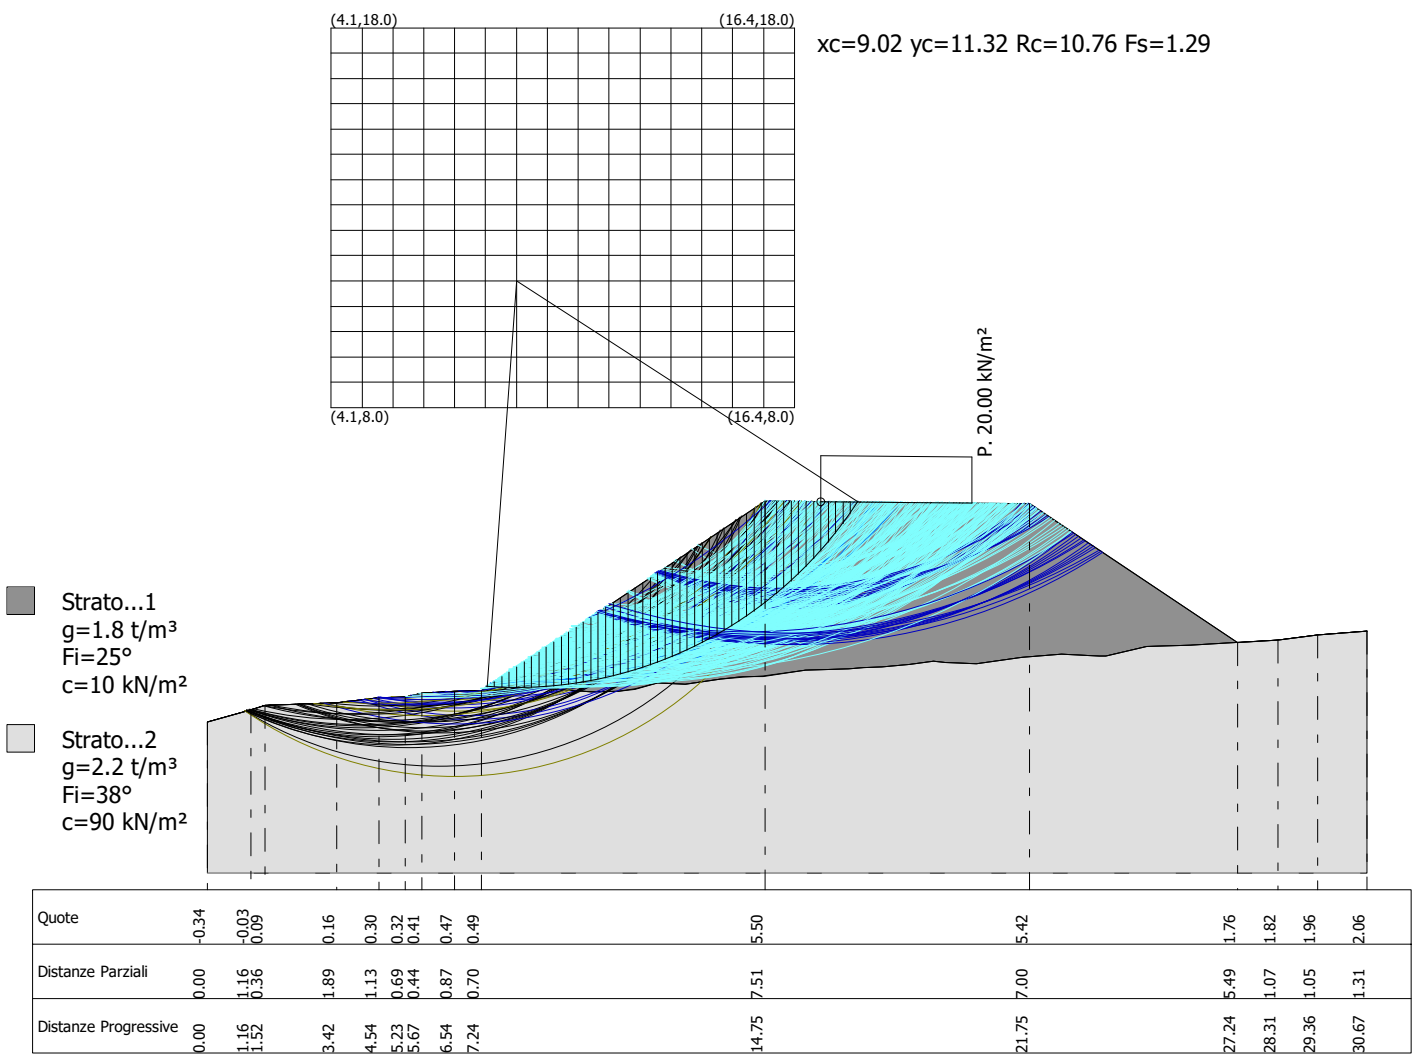 (4.1,18.0)
(16.4,18.0)
xc=9.02 yc=11.32 Rc=10.76 Fs=1.29
(4.1,8.0)
(16.4,8.0)
P. 20.00 kN/m²
Strato...1
g=1.8 t/m³
Fi=25°
c=10 kN/m²
Strato...2
g=2.2 t/m³
Fi=38°
c=90 kN/m²
Quote -0.34 -0.03 0.09 0.16 0.30 0.32 0.41 0.47 0.49 5.50 5.42 1.76 1.82 1.96 2.06
Distanze Parziali 0.00 1.16 0.36 1.89 1.13 0.69 0.44 0.87 0.70 7.51 7.00 5.49 1.07 1.05 1.31
Distanze Progressive 0.00 1.16 1.52 3.42 4.54 5.23 5.67 6.54 7.24 14.75 21.75 27.24 28.31 29.36 30.67